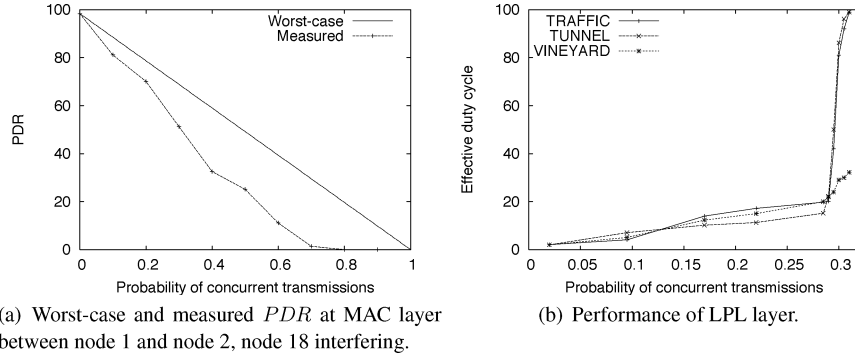 100
80
60
40
20
0
PDR
Worst-case
Measured
0 0.2 0.4 0.6 0.8 1
Probability of concurrent transmissions
(a) Worst-case and measured PDR at MAC layer
between node 1 and node 2, node 18 interfering.
100
80
60
40
20
0
Effective duty cycle
TRAFFIC
TUNNEL
VINEYARD
0 0.05 0.1 0.15 0.2 0.25 0.3
Probability of concurrent transmissions
(b) Performance of LPL layer.